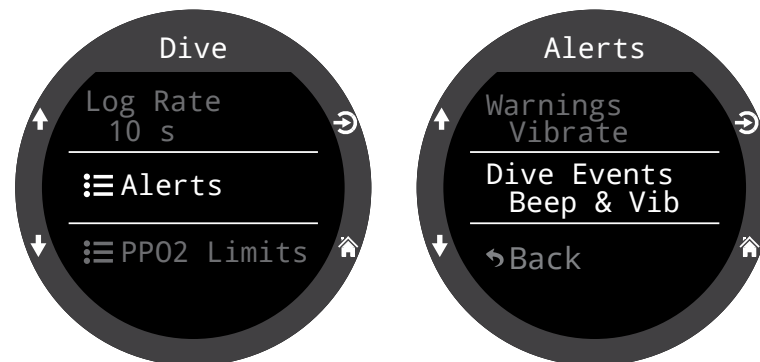 Dive
Log Rate
10 s
Alerts
PPO2 Limits
Alerts
Warnings
Vibrate
Dive Events
Beep & Vib
Back